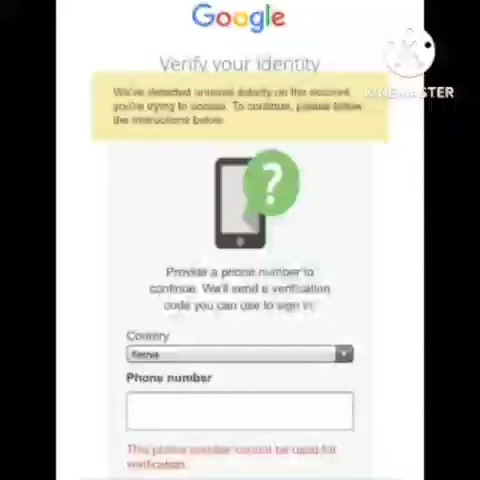 Google
Verify your identity
We've detected unusual activity on the account
you're trying to access. To continue, please follow
the instructions below.
KINEMASTER
?
Provide a phone number to
continue. We'll send a verification
code you can use to sign in.
Country
Kenya
Phone number
This phone number cannot be used for
verification.